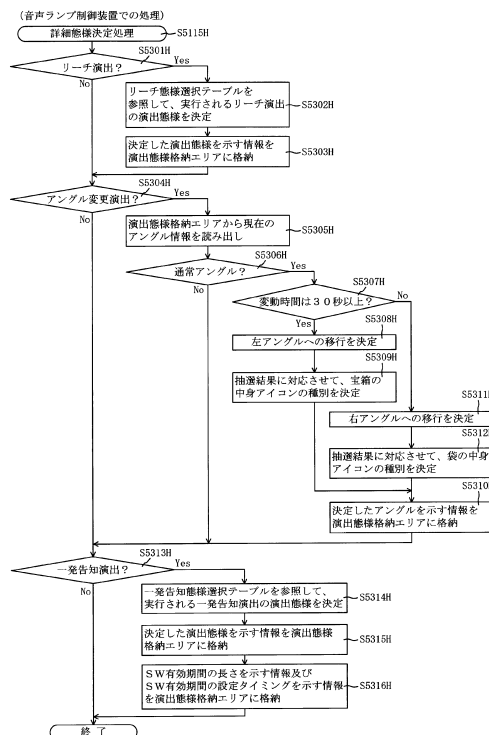 (音声ランプ制御装置での処理)
詳細態様決定処理
S5115H
リーチ演出?
S5301H
Yes
No
リーチ態様選択テーブルを
参照して、実行されるリーチ演出
の演出態様を決定
S5302H
決定した演出態様を示す情報を
演出態様格納エリアに格納
S5303H
アングル変更演出?
S5304H
Yes
No
演出態様格納エリアから現在の
アングル情報を読み出し
S5305H
通常アングル?
S5306H
Yes
No
変動時間は30秒以上?
S5307H
No
Yes
左アングルへの移行を決定
S5308H
抽選結果に対応させて、宝箱の
中身アイコンの種別を決定
S5309H
右アングルへの移行を決定
S5311H
抽選結果に対応させて、袋の中身
アイコンの種別を決定
S5312
決定したアングルを示す情報を
演出態様格納エリアに格納
S5310
一発告知演出?
S5313H
Yes
No
一発告知態様選択テーブルを参照して、
実行される一発告知演出の演出態様を決定
S5314H
決定した演出態様を示す情報を演出態様
格納エリアに格納
S5315H
SW有効期間の長さを示す情報及び
SW有効期間の設定タイミングを示す情報
を演出態様格納エリアに格納
S5316H
終了